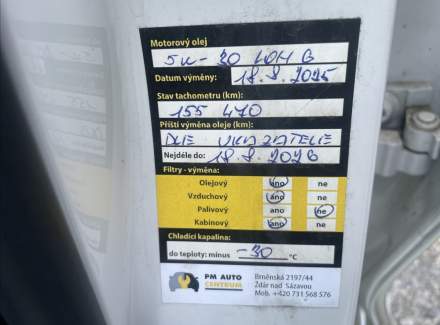 Motorový olej
5W-30 LOH G
Datum výměny: 18.8.2025
Stav tachometru (km):
155 470
Příští výměna oleje (km):
DLE UKAZATELE
Nejdéle do: 18.8.2026
Filtry - výměna:
Olejový ano ne
Vzduchový ano ne
Palivový ano ne
Kabinový ano ne
Chladící kapalina:
do teploty: minus -30 °C
PM AUTO CENTRUM
Brněnská 2197/44
Žďár nad Sázavou
Mob. +420 731 568 576